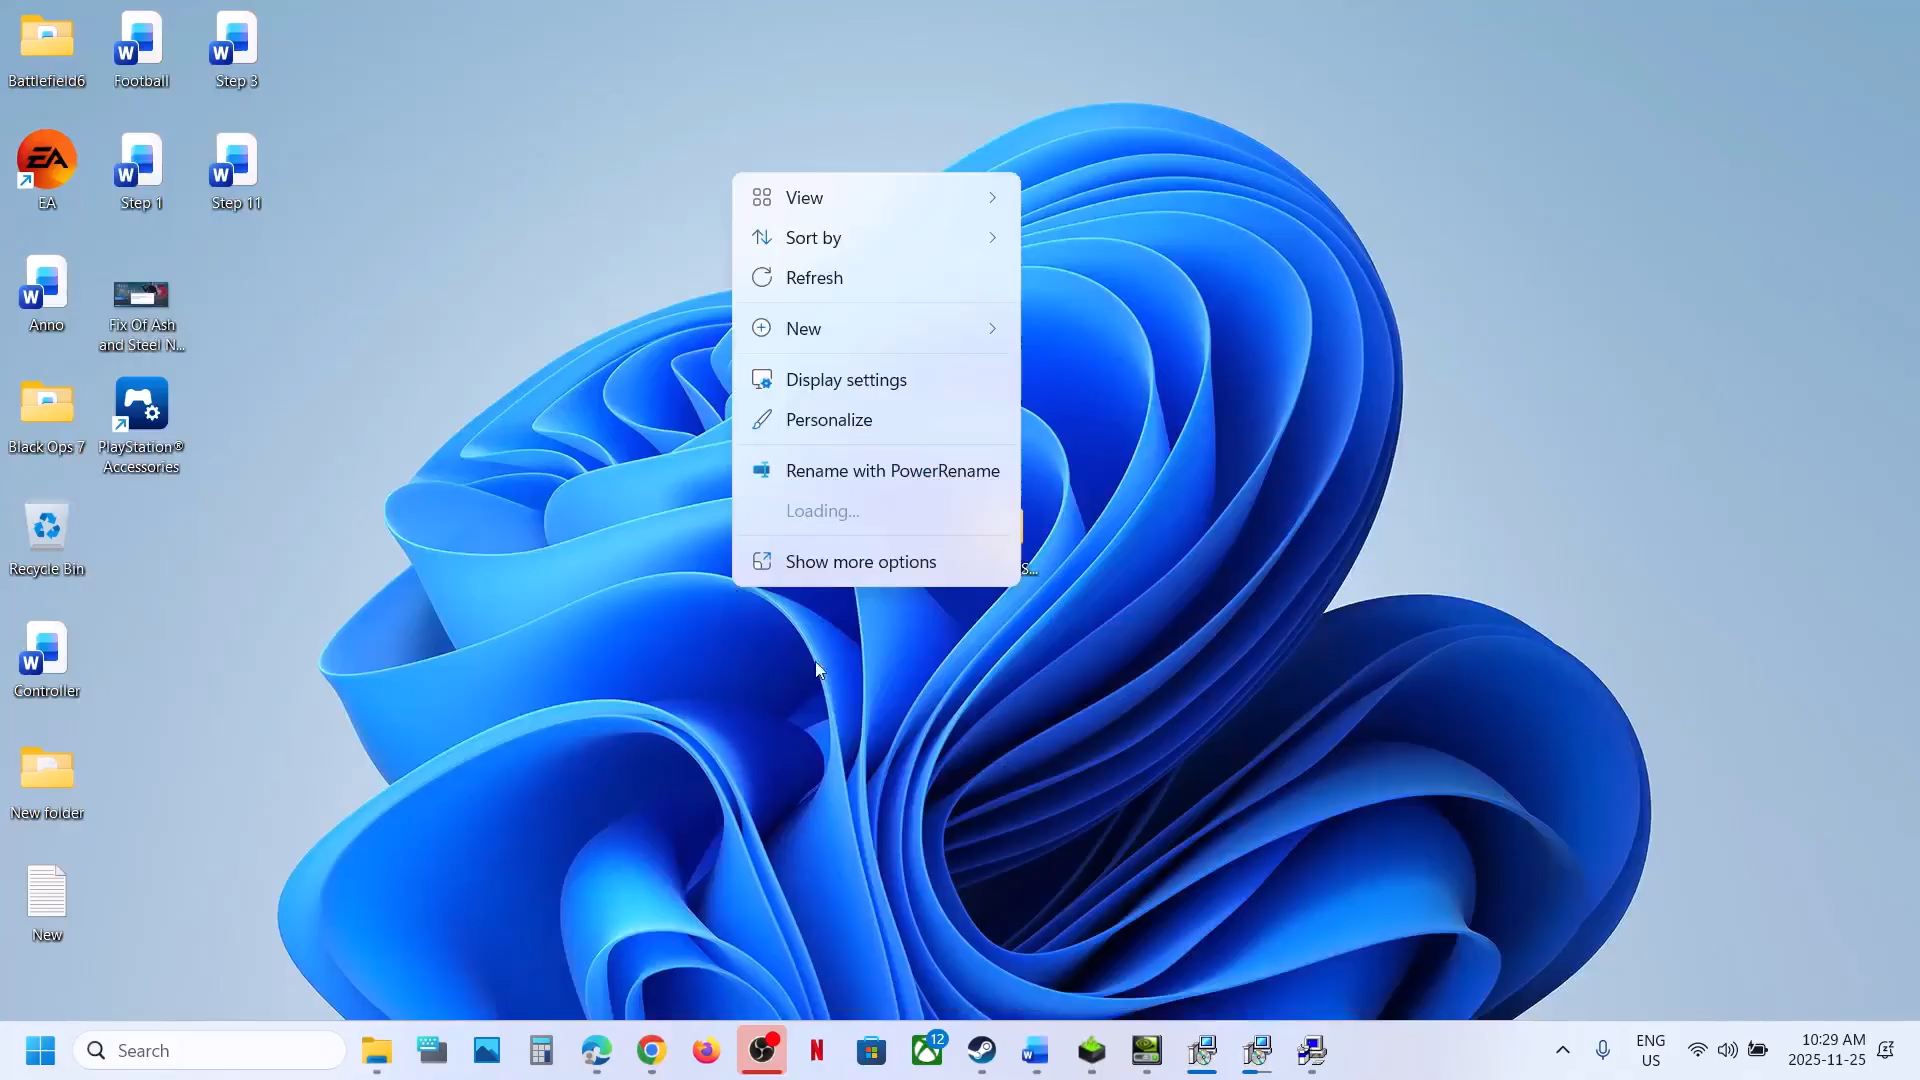 Battlefield6
Football
Step 3
EA
Step 1
Step 11
Anno
Fix Of Ash
and Steel N...
Black Ops 7
PlayStation®
Accessories
Recycle Bin
Controller
New folder
New
View
Sort by
Refresh
New
Display settings
Personalize
Rename with PowerRename
Loading...
Show more options
S...
Search
12
ENG
US
10:29 AM
2025-11-25